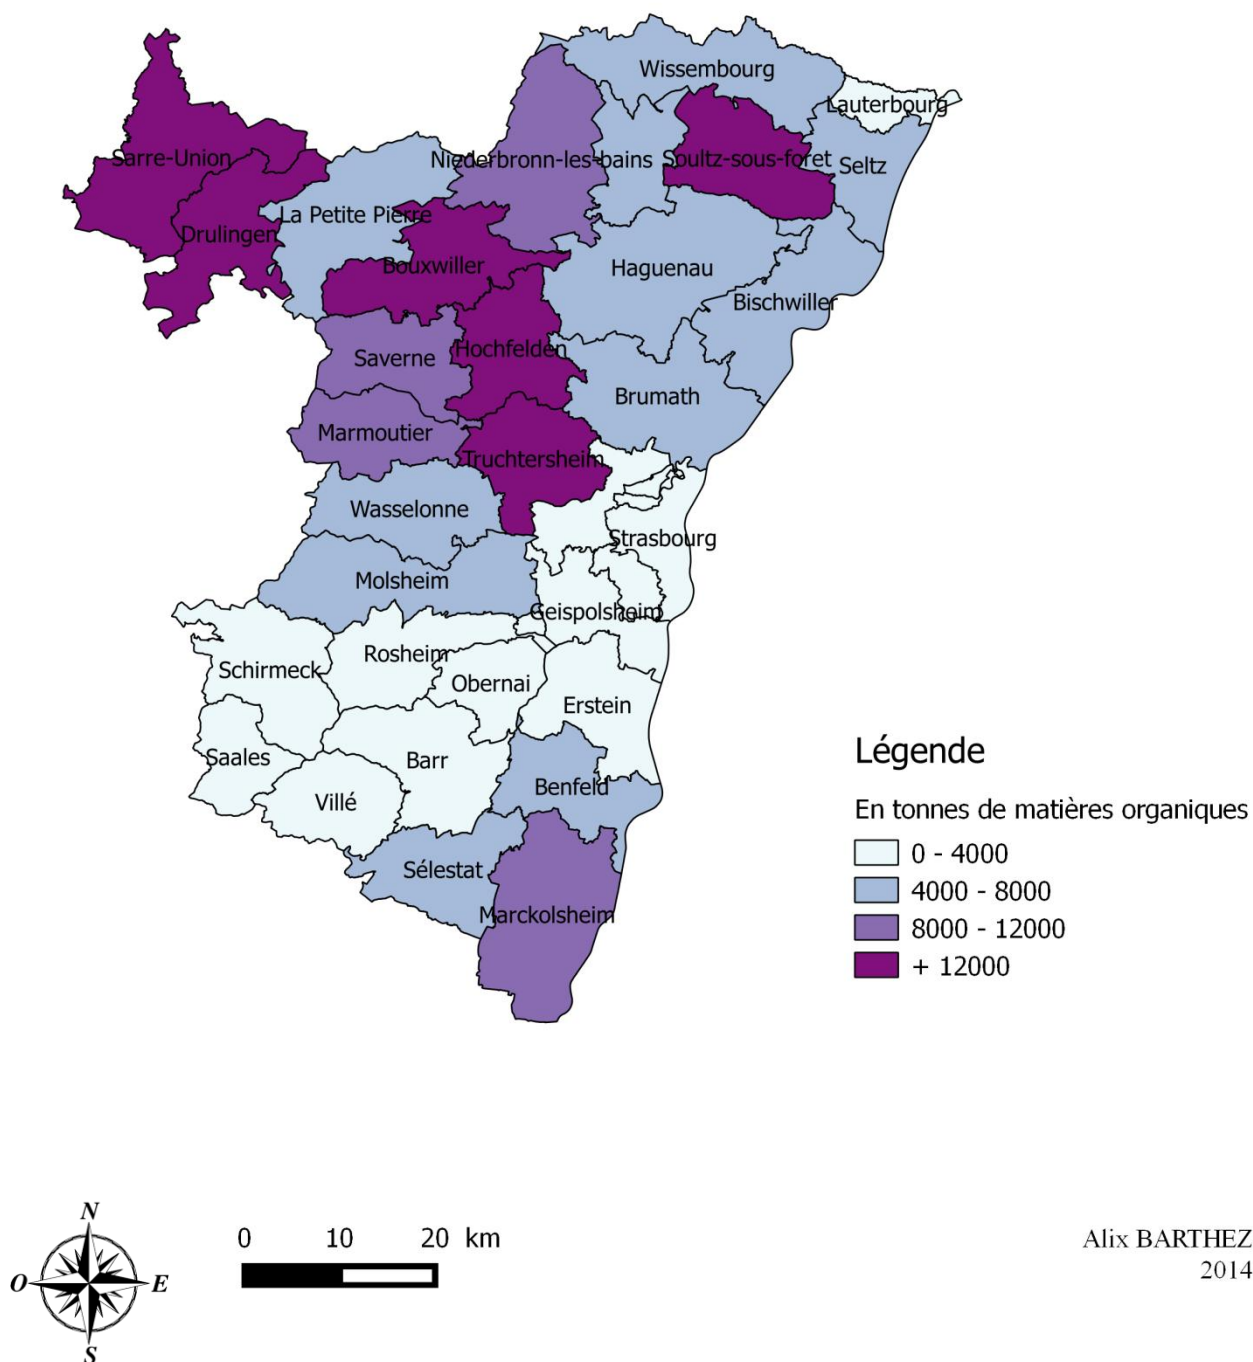 Wissembourg
Lauterbourg
Sarre-Union
Niederbronn-les-bains
Soultz-sous-foret
Seltz
La Petite Pierre
Drulingen
Bouxwiller
Haguenau
Bischwiller
Saverne
Hochfelden
Brumath
Marmoutier
Truchtersheim
Wasselonne
Strasbourg
Molsheim
Geispolsheim
Schirmeck
Rosheim
Obernai
Erstein
Saales
Barr
Villé
Benfeld
Sélestat
Marckolsheim
Légende
En tonnes de matières organiques
0 - 4000
4000 - 8000
8000 - 12000
+ 12000
N
O
E
S
0 10 20 km
Alix BARTHEZ
2014